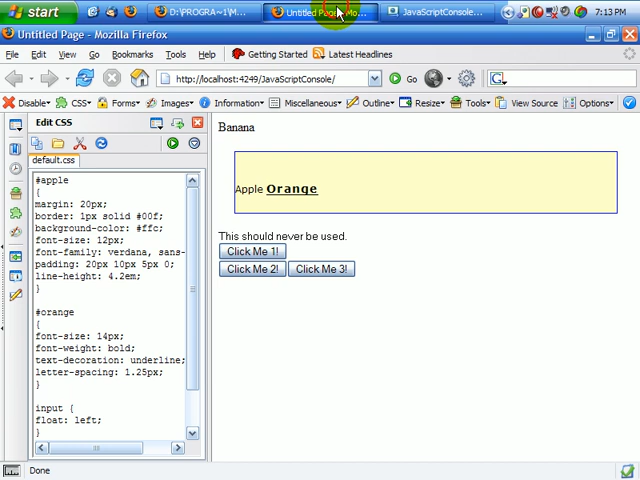 start
D:\PROGRA~1\M...
Untitled Page - Mo...
JavaScriptConsole...
7:13 PM
Untitled Page - Mozilla Firefox
File Edit View Go Bookmarks Tools Help Getting Started Latest Headlines
http://localhost:4249/JavaScriptConsole/ Go G
Disable CSS Forms Images Information Miscellaneous Outline Resize Tools View Source Options
Edit CSS
default.css
#apple
{
margin: 20px;
border: 1px solid #00f;
background-color: #ffc;
font-size: 12px;
font-family: verdana, sans-
padding: 20px 10px 5px 0;
line-height: 4.2em;
}
#orange
{
font-size: 14px;
font-weight: bold;
text-decoration: underline;
letter-spacing: 1.25px;
}
input {
float: left;
}
Banana
Apple Orange
This should never be used.
Click Me 1!
Click Me 2! Click Me 3!
Done